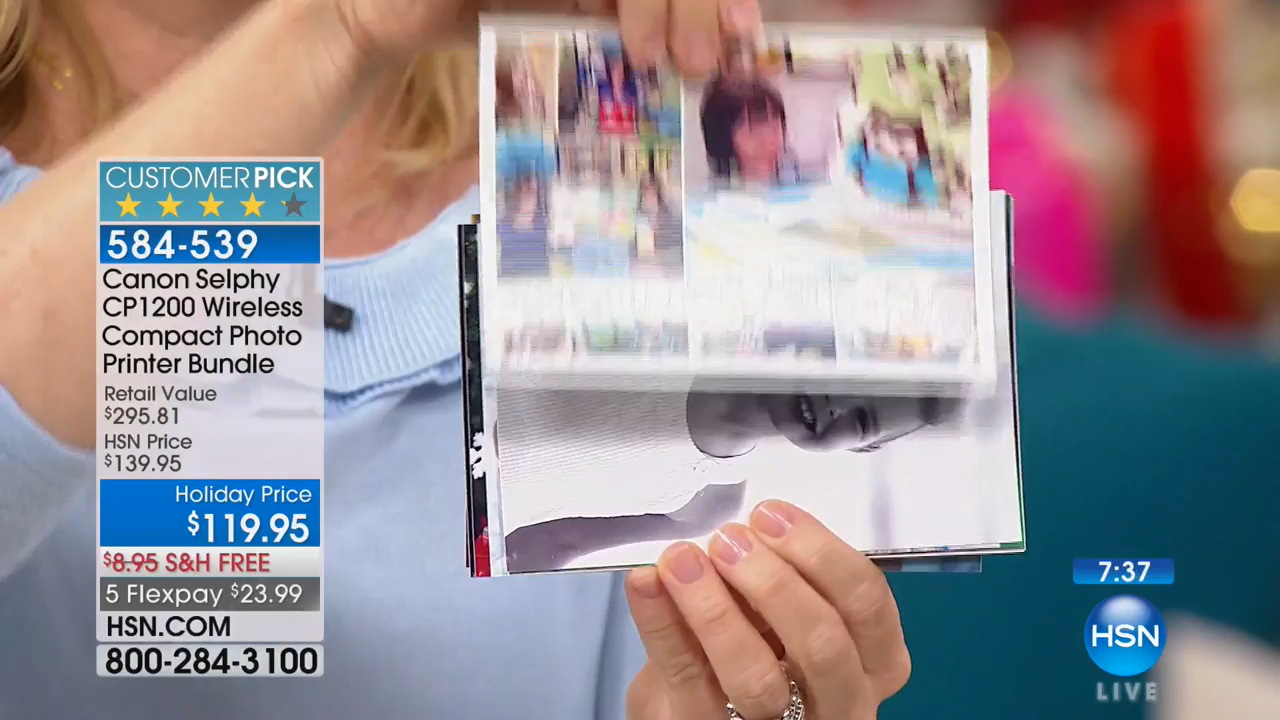 CUSTOMER PICK
584-539
Canon Selphy
CP1200 Wireless
Compact Photo
Printer Bundle
Retail Value
$295.81
HSN Price
$139.95
Holiday Price
$119.95
$8.95 S&H FREE
5 Flexpay $23.99
HSN.COM
800-284-3100
7:37
HSN
LIVE